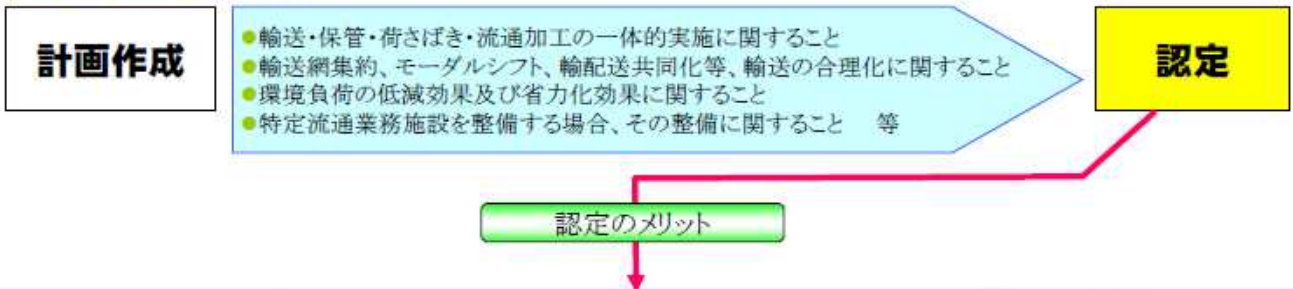 計画作成
●輸送・保管・荷さばき・流通加工の一体的実施に関すること
●輸送網集約、モーダルシフト、輸配送共同化等、輸送の合理化に関すること
●環境負荷の低減効果及び省力化効果に関すること
●特定流通業務施設を整備する場合、その整備に関すること　等
認定
認定のメリット